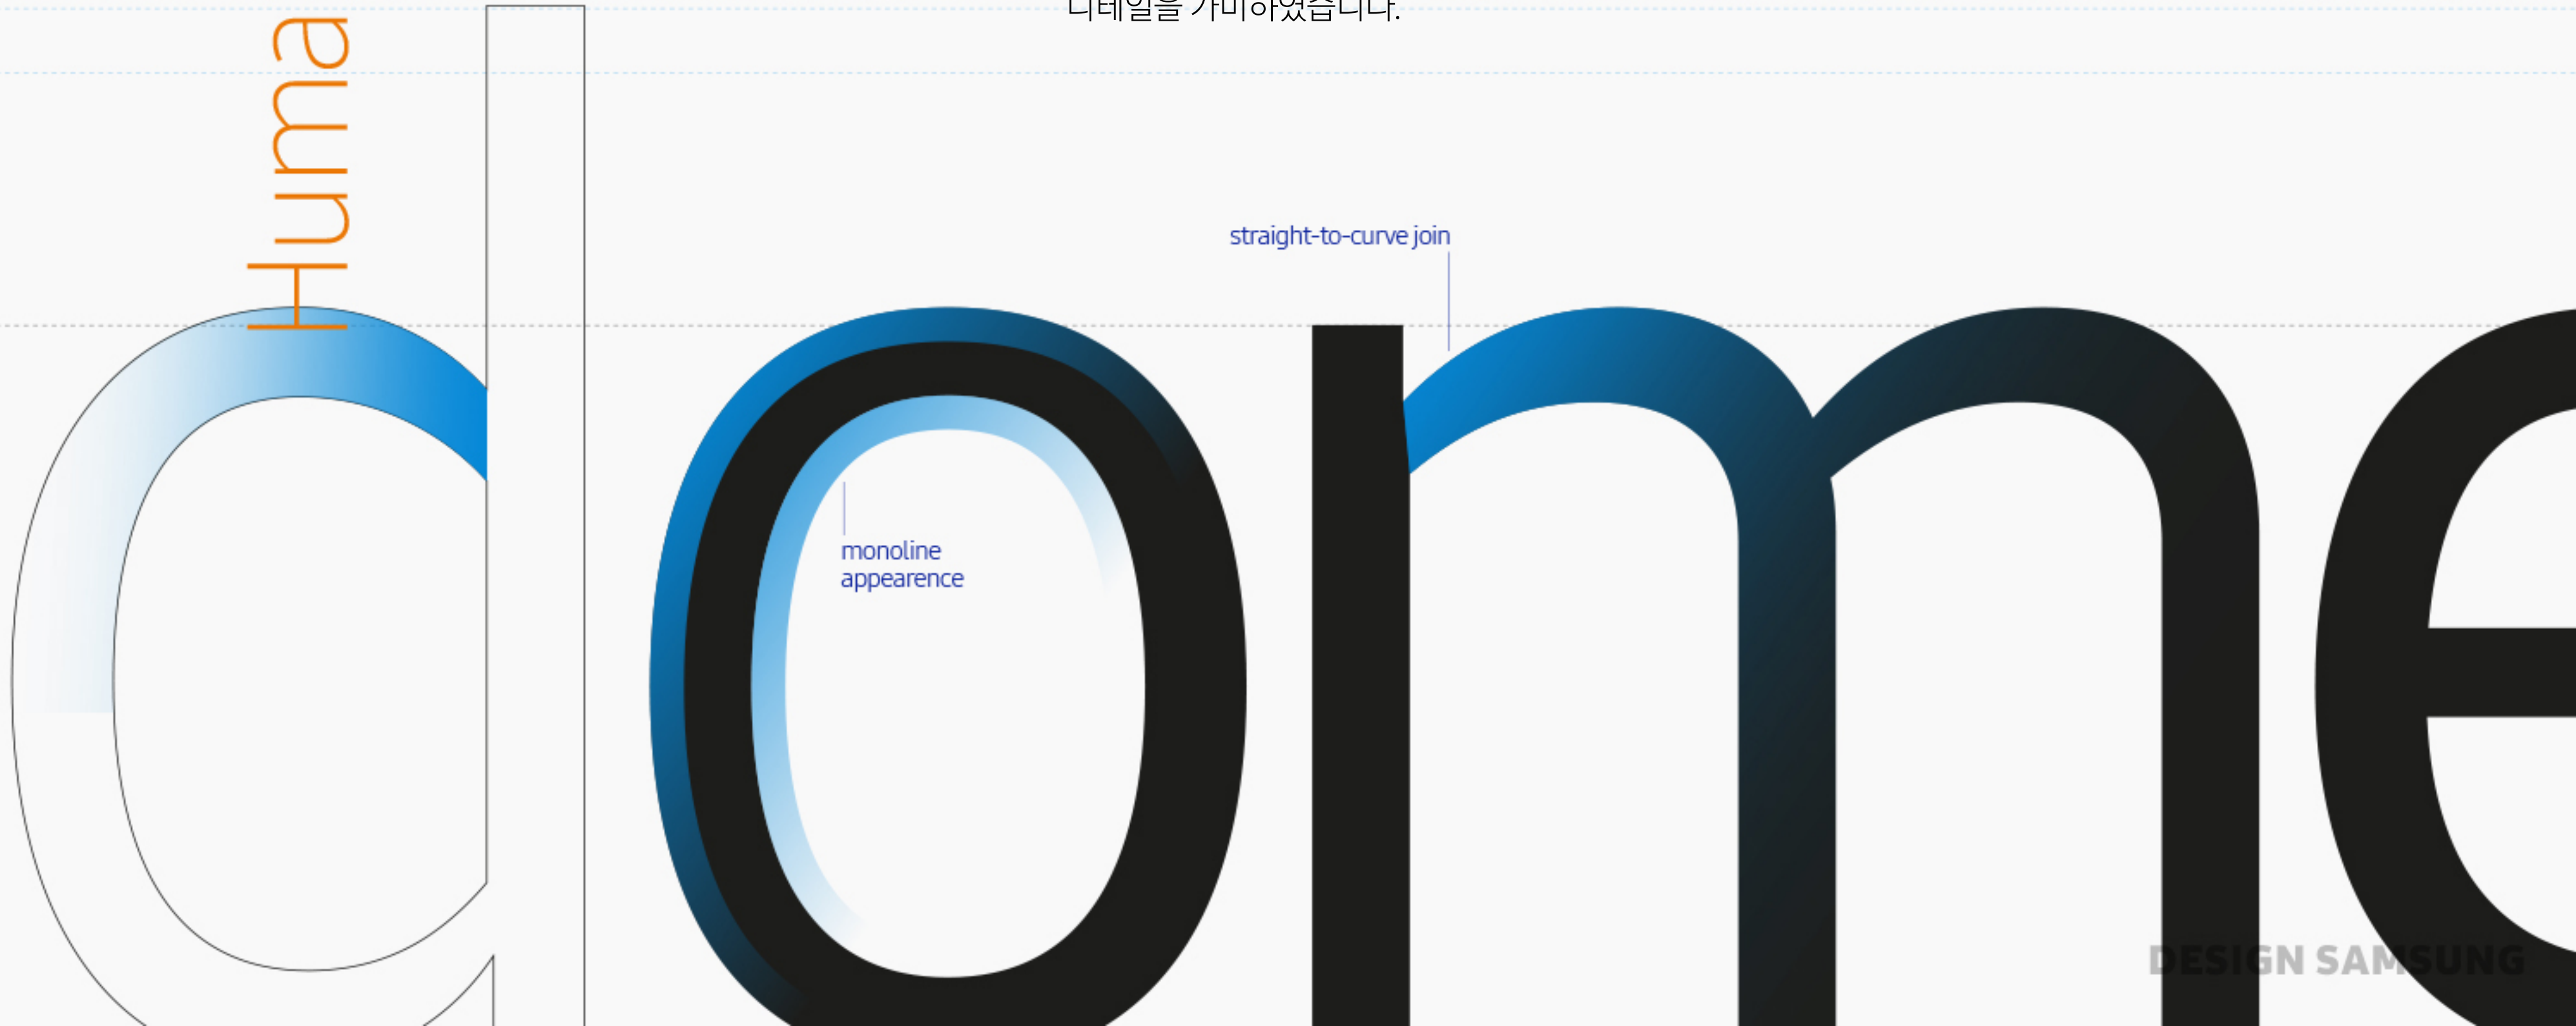 디테일을 가미하였습니다.
Huma
straight-to-curve join
dome
monoline
appearence
DESIGN SAMSUNG